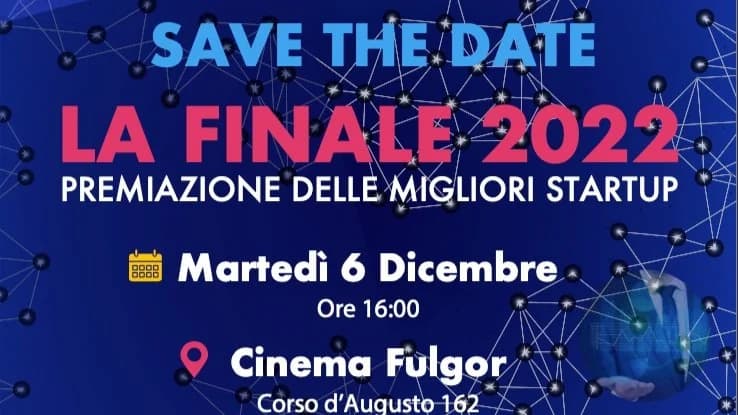 SAVE THE DATE
LA FINALE 2022
PREMIAZIONE DELLE MIGLIORI STARTUP
Martedì 6 Dicembre
Ore 16:00
Cinema Fulgor
Corso d'Augusto 162